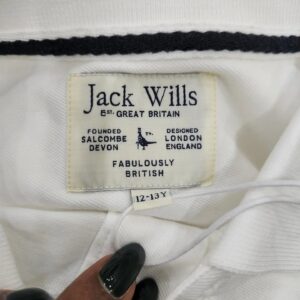 Jack Wills
EST. GREAT BRITAIN
FOUNDED
SALCOMBE
DEVON
DESIGNED
LONDON
ENGLAND
FABULOUSLY
BRITISH
12-13Y